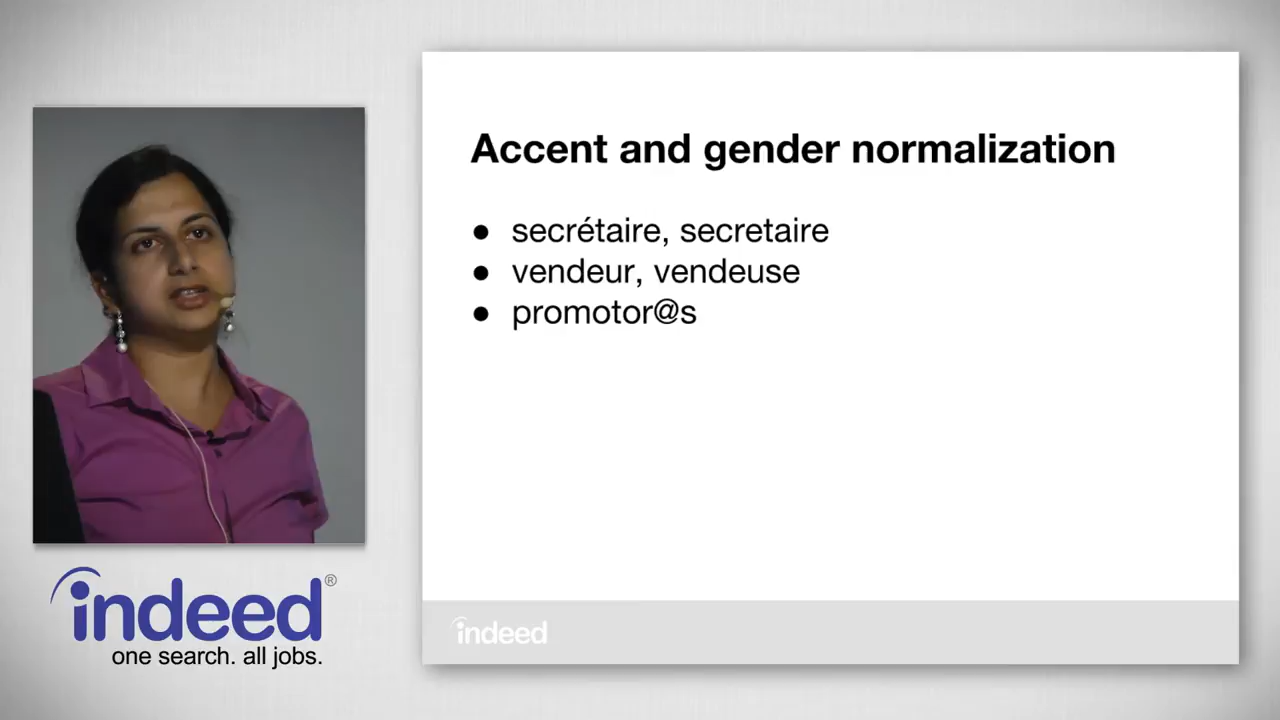 Accent and gender normalization
● secrétaire, secretaire
● vendeur, vendeuse
● promotor@s
indeed
indeed®
one search. all jobs.